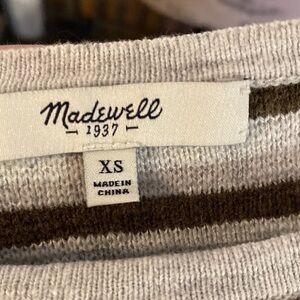 Madewell
— 1937 —
XS
MADE IN
CHINA